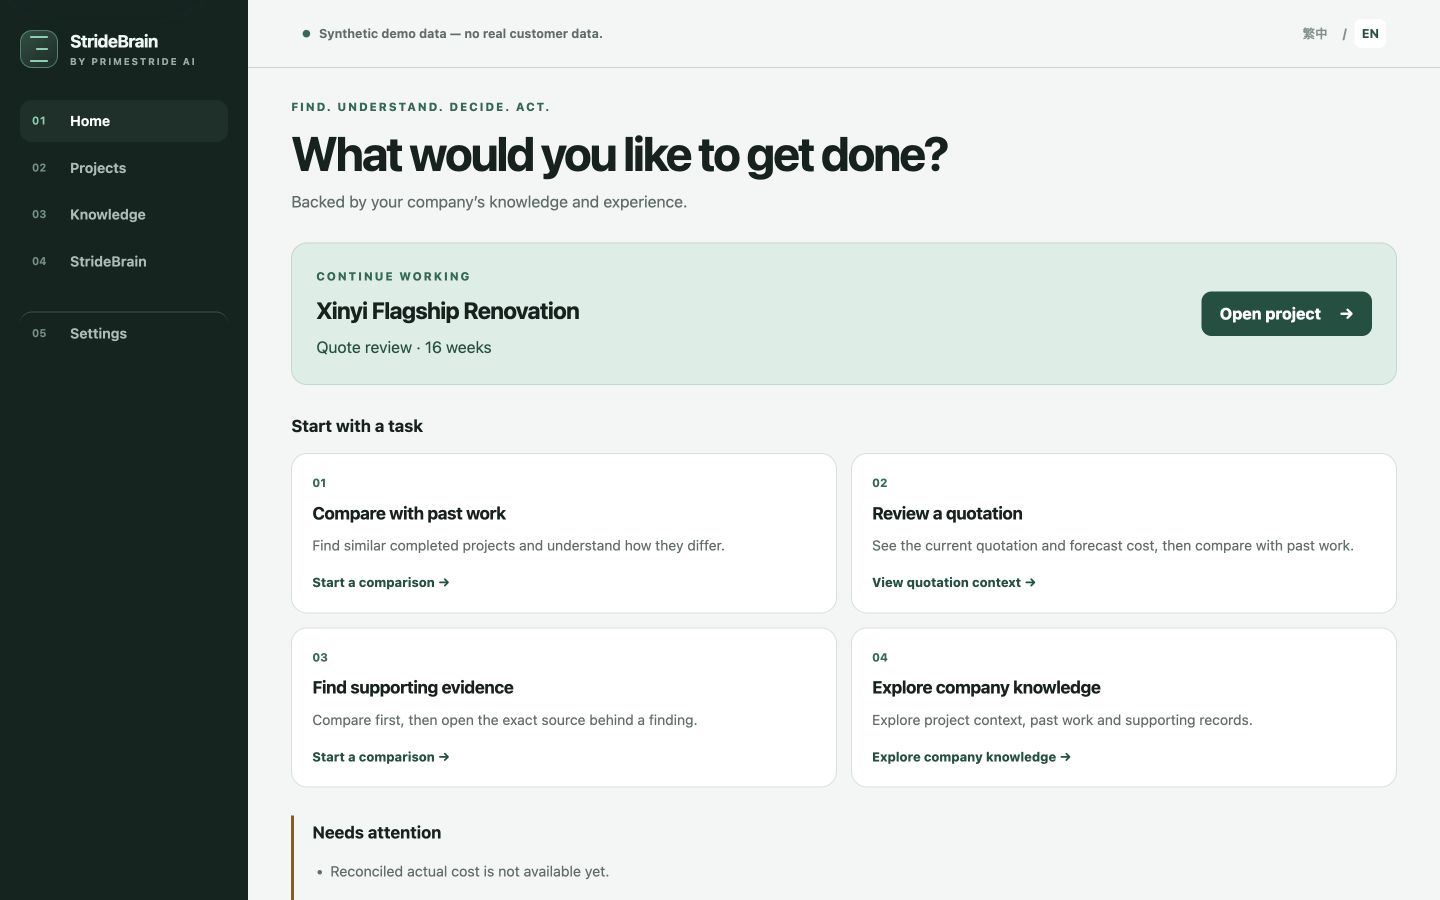 StrideBrain
BY PRIMESTRIDE AI
01 Home
02 Projects
03 Knowledge
04 StrideBrain
05 Settings
Synthetic demo data — no real customer data.
繁中 / EN
FIND. UNDERSTAND. DECIDE. ACT.
What would you like to get done?
Backed by your company’s knowledge and experience.
CONTINUE WORKING
Xinyi Flagship Renovation
Quote review · 16 weeks
Open project →
Start with a task
01
Compare with past work
Find similar completed projects and understand how they differ.
Start a comparison →
02
Review a quotation
See the current quotation and forecast cost, then compare with past work.
View quotation context →
03
Find supporting evidence
Compare first, then open the exact source behind a finding.
Start a comparison →
04
Explore company knowledge
Explore project context, past work and supporting records.
Explore company knowledge →
Needs attention
• Reconciled actual cost is not available yet.